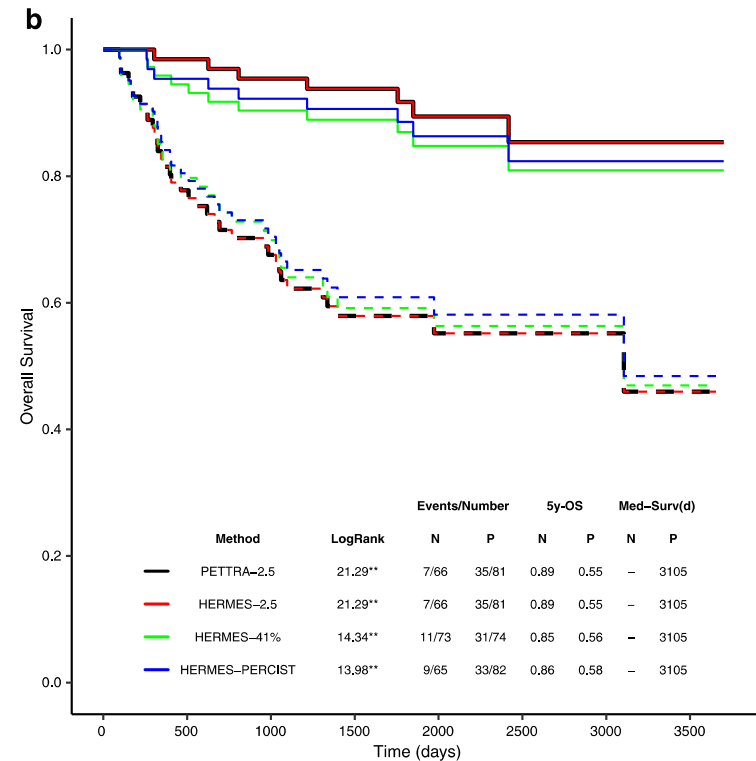 b
1.0
0.8
0.6
0.4
0.2
0.0
Overall Survival
Events/Number 5y-OS Med–Surv(d)
Method LogRank N P N P N P
PETTRA–2.5 21.29** 7/66 35/81 0.89 0.55 – 3105
HERMES–2.5 21.29** 7/66 35/81 0.89 0.55 – 3105
HERMES–41% 14.34** 11/73 31/74 0.85 0.56 – 3105
HERMES–PERCIST 13.98** 9/65 33/82 0.86 0.58 – 3105
0 500 1000 1500 2000 2500 3000 3500
Time (days)